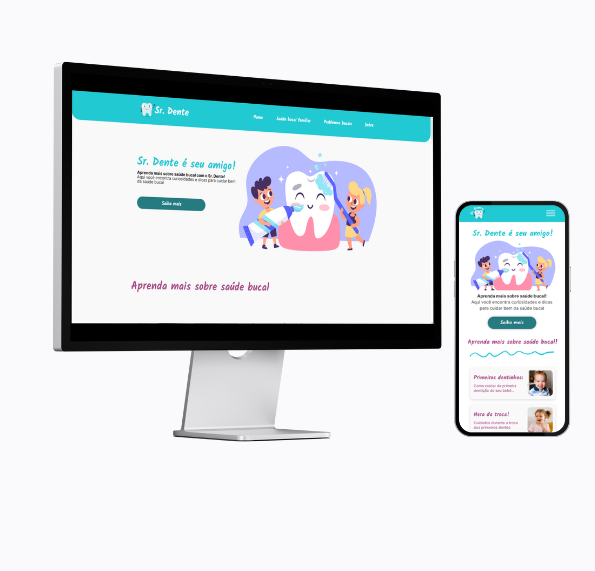 Sr. Dente
Home
Saúde bucal familiar
Problemas bucais
Sobre
Sr. Dente é seu amigo!
Aprenda mais sobre saúde bucal com o Sr. Dente!
Aqui você encontra curiosidades e dicas para cuidar bem
da saúde bucal
Saiba mais
Aprenda mais sobre saúde bucal
Sr. Dente é seu amigo!
Aprenda mais sobre saúde bucal!
Aqui você encontra curiosidades e dicas
para cuidar bem da saúde bucal
Saiba mais
Aprenda mais sobre saúde bucal!
Primeiros dentinhos:
Como cuidar da primeira
dentição do seu bebê...
Hora da troca!
Cuidados durante a troca
dos primeiros dentes.